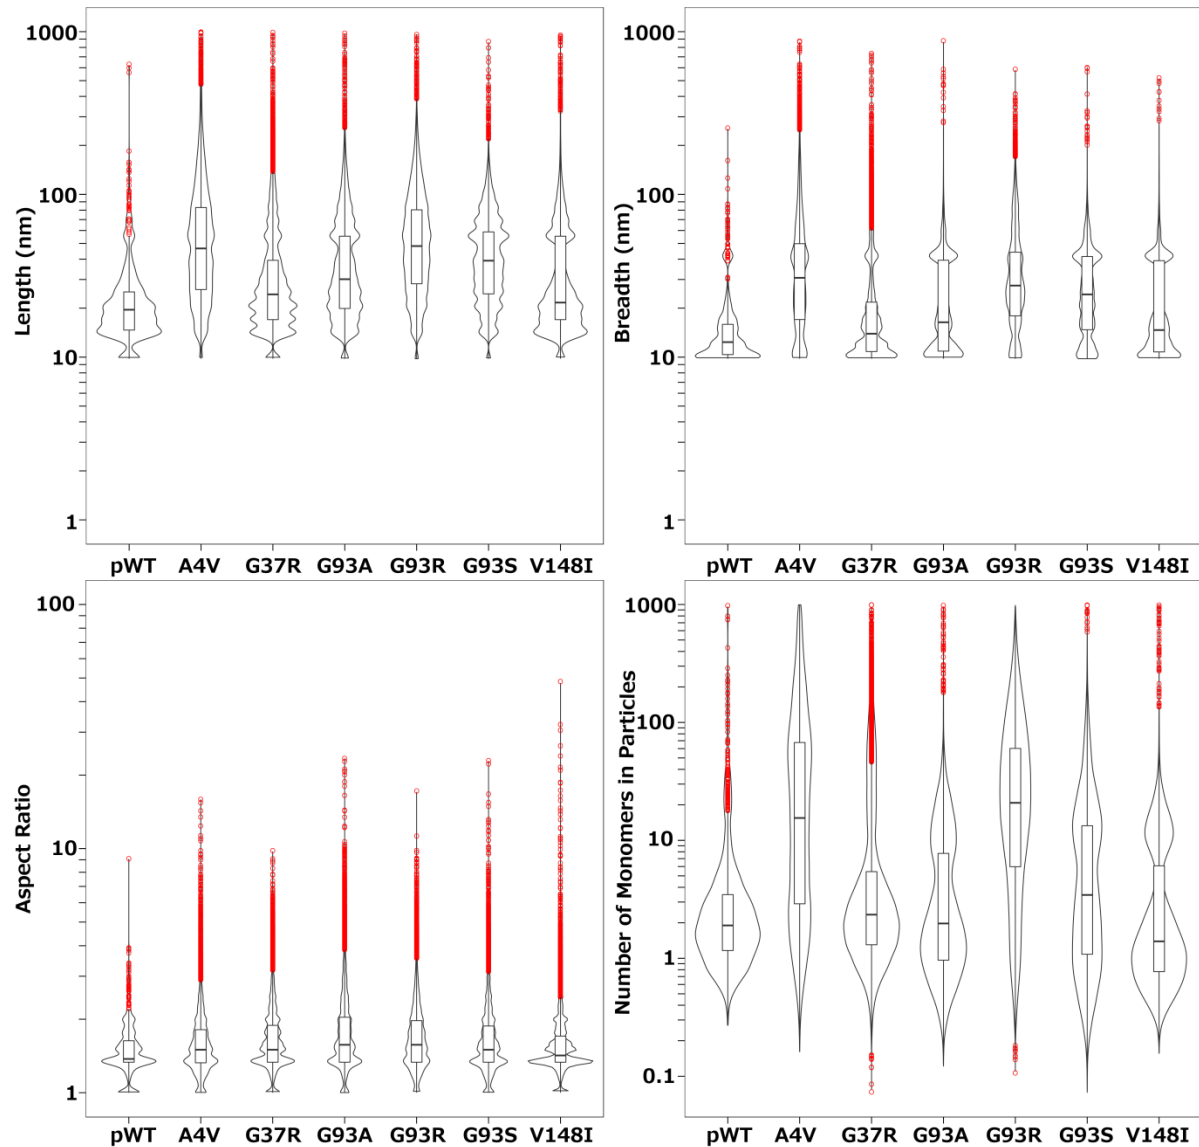 Length (nm)
1000
100
10
1
pWT A4V G37R G93A G93R G93S V148I
Breadth (nm)
1000
100
10
1
pWT A4V G37R G93A G93R G93S V148I
Aspect Ratio
100
10
1
pWT A4V G37R G93A G93R G93S V148I
Number of Monomers in Particles
1000
100
10
1
0.1
pWT A4V G37R G93A G93R G93S V148I